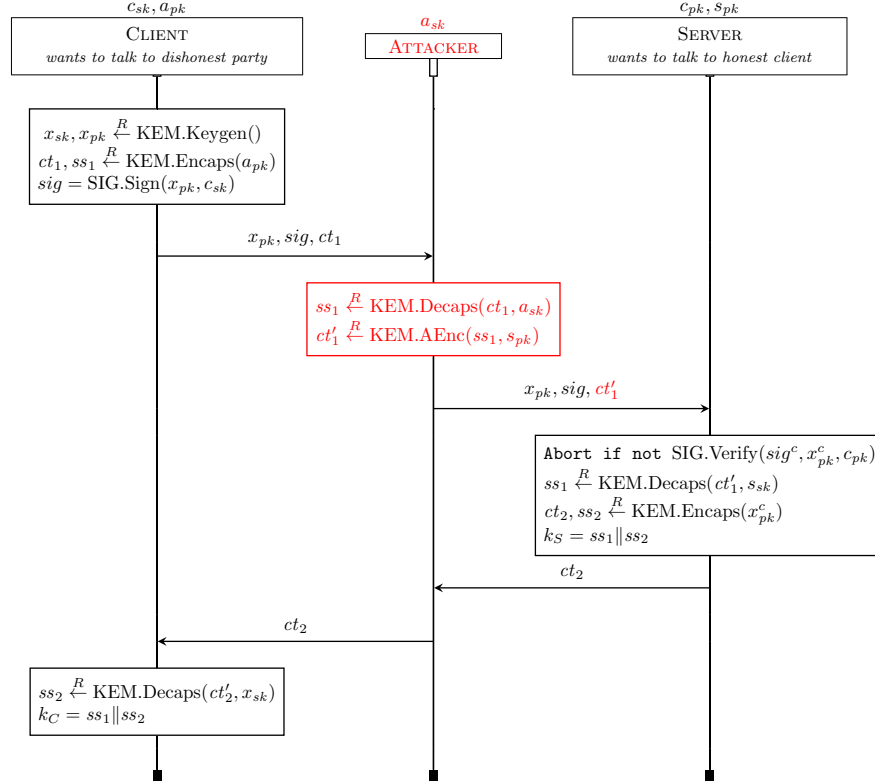 c_sk, a_pk
CLIENT
wants to talk to dishonest party
a_sk
ATTACKER
c_pk, s_pk
SERVER
wants to talk to honest client
x_sk, x_pk ←R KEM.Keygen()
ct_1, ss_1 ←R KEM.Encaps(a_pk)
sig = SIG.Sign(x_pk, c_sk)
x_pk, sig, ct_1
ss_1 ←R KEM.Decaps(ct_1, a_sk)
ct′_1 ←R KEM.AEnc(ss_1, s_pk)
x_pk, sig, ct′_1
Abort if not SIG.Verify(sig^c, x^c_pk, c_pk)
ss_1 ←R KEM.Decaps(ct′_1, s_sk)
ct_2, ss_2 ←R KEM.Encaps(x^c_pk)
k_S = ss_1‖ss_2
ct_2
ct_2
ss_2 ←R KEM.Decaps(ct′_2, x_sk)
k_C = ss_1‖ss_2